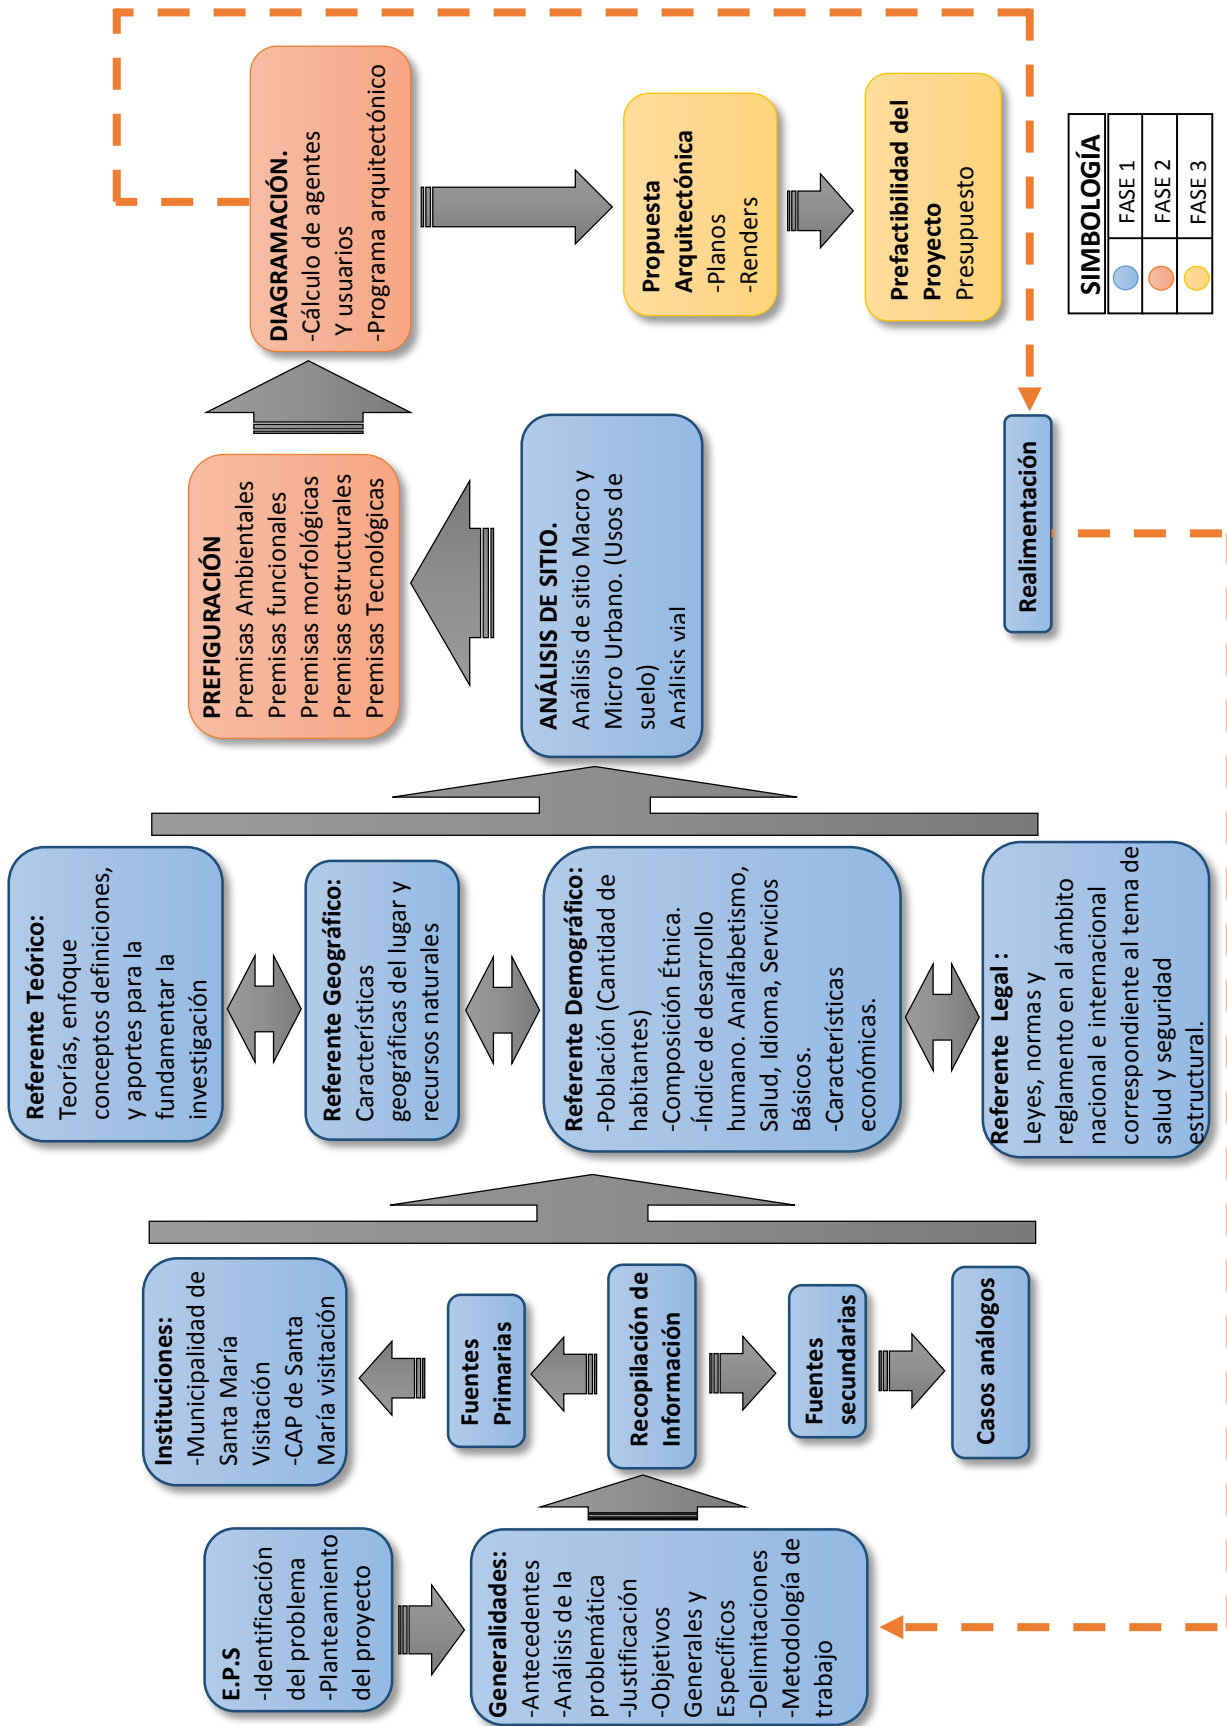 E.P.S
-Identificación
del problema
-Planteamiento
del proyecto
Generalidades:
-Antecedentes
-Análisis de la
problemática
-Justificación
-Objetivos
Generales y
Específicos
-Delimitaciones
-Metodología de
trabajo
Instituciones:
-Municipalidad de
Santa María
Visitación
-CAP de Santa
María visitación
Fuentes
Primarias
Recopilación de
Información
Fuentes
secundarias
Casos análogos
Referente Teórico:
Teorías, enfoque
conceptos definiciones,
y aportes para la
fundamentar la
investigación
Referente Geográfico:
Características
geográficas del lugar y
recursos naturales
Referente Demográfico:
-Población (Cantidad de
habitantes)
-Composición Étnica.
-Índice de desarrollo
humano. Analfabetismo,
Salud, Idioma, Servicios
Básicos.
-Características
económicas.
Referente Legal :
Leyes, normas y
reglamento en al ámbito
nacional e internacional
correspondiente al tema de
salud y seguridad
estructural.
PREFIGURACIÓN
Premisas Ambientales
Premisas funcionales
Premisas morfológicas
Premisas estructurales
Premisas Tecnológicas
ANÁLISIS DE SITIO.
Análisis de sitio Macro y
Micro Urbano. (Usos de
suelo)
Análisis vial
DIAGRAMACIÓN.
-Cálculo de agentes
Y usuarios
-Programa arquitectónico
Propuesta
Arquitectónica
-Planos
-Renders
Prefactibilidad del
Proyecto
Presupuesto
Realimentación
SIMBOLOGÍA
FASE 1
FASE 2
FASE 3